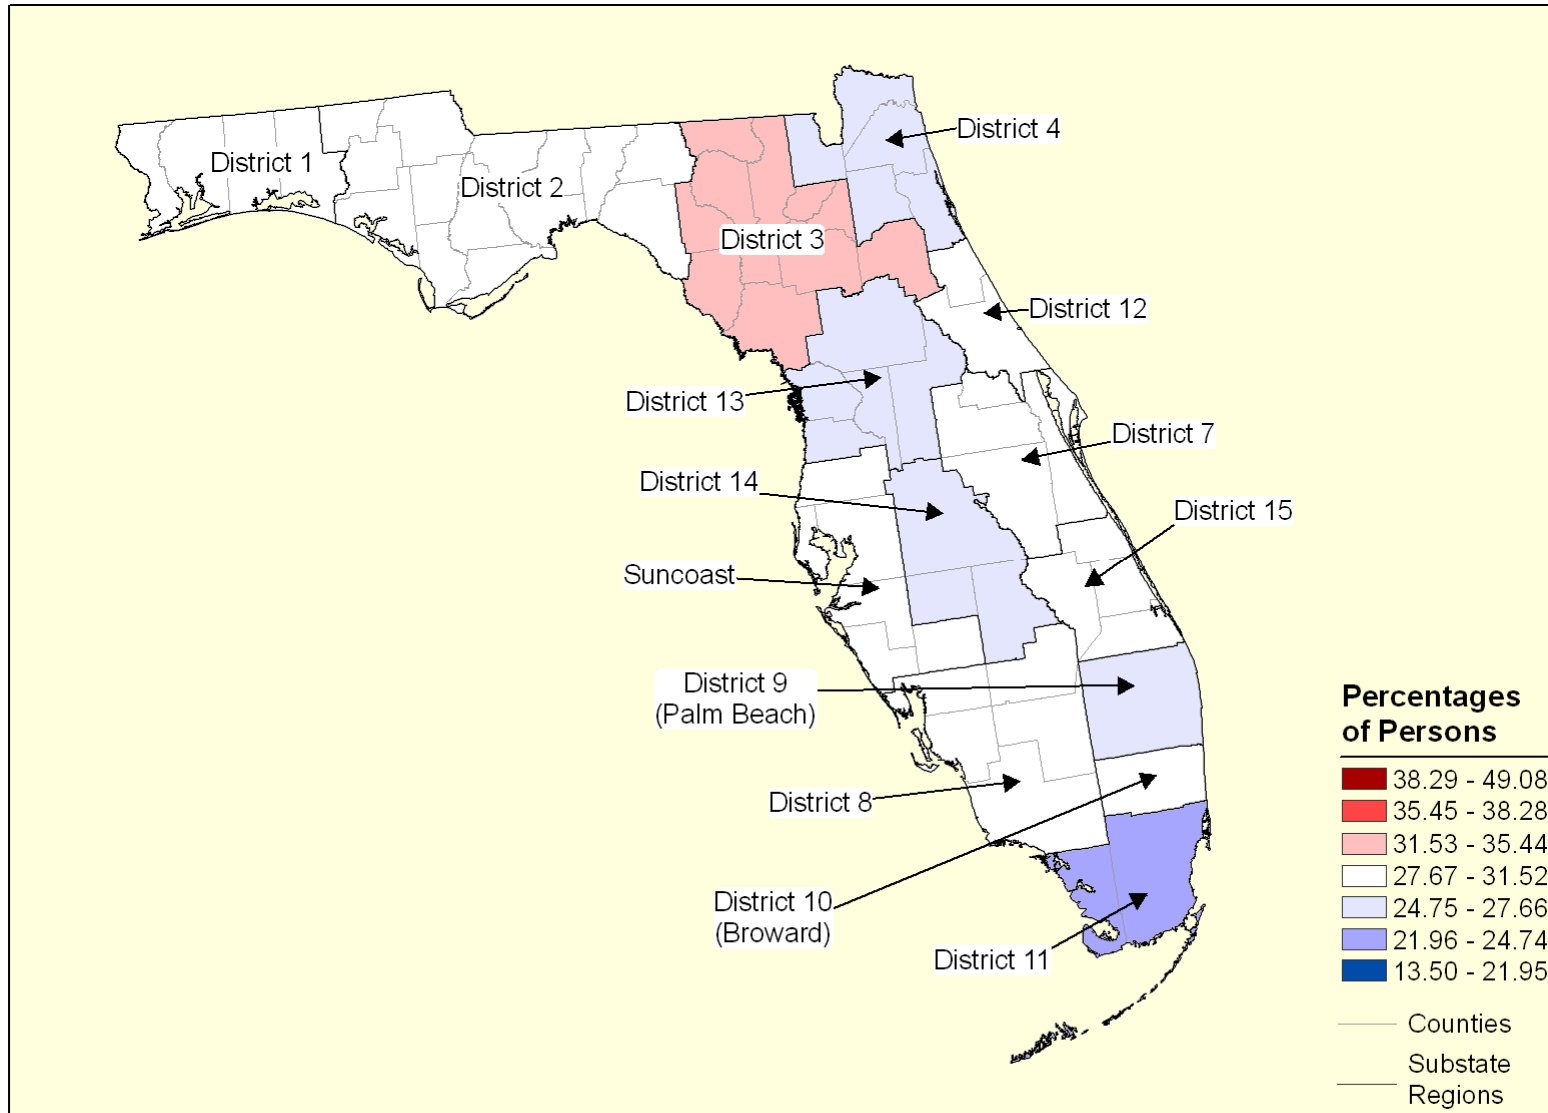 District 4
District 1
District 2
District 3
District 12
District 13
District 7
District 14
District 15
Suncoast
District 9
(Palm Beach)
District 8
District 10
(Broward)
District 11
Percentages
of Persons
38.29 - 49.08
35.45 - 38.28
31.53 - 35.44
27.67 - 31.52
24.75 - 27.66
21.96 - 24.74
13.50 - 21.95
Counties
Substate
Regions